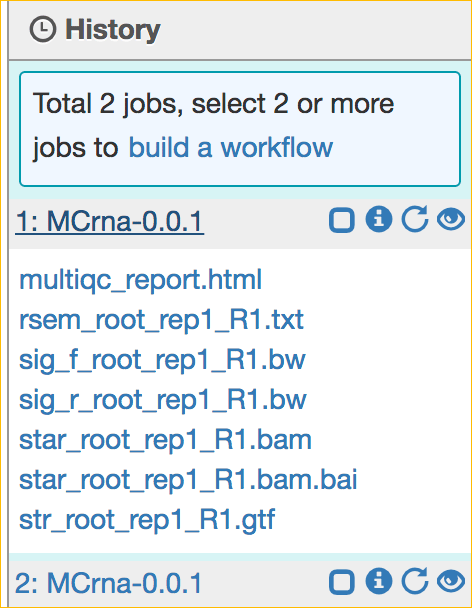 History
Total 2 jobs, select 2 or more
jobs to build a workflow
1: MCrna-0.0.1
multiqc_report.html
rsem_root_rep1_R1.txt
sig_f_root_rep1_R1.bw
sig_r_root_rep1_R1.bw
star_root_rep1_R1.bam
star_root_rep1_R1.bam.bai
str_root_rep1_R1.gtf
2: MCrna-0.0.1